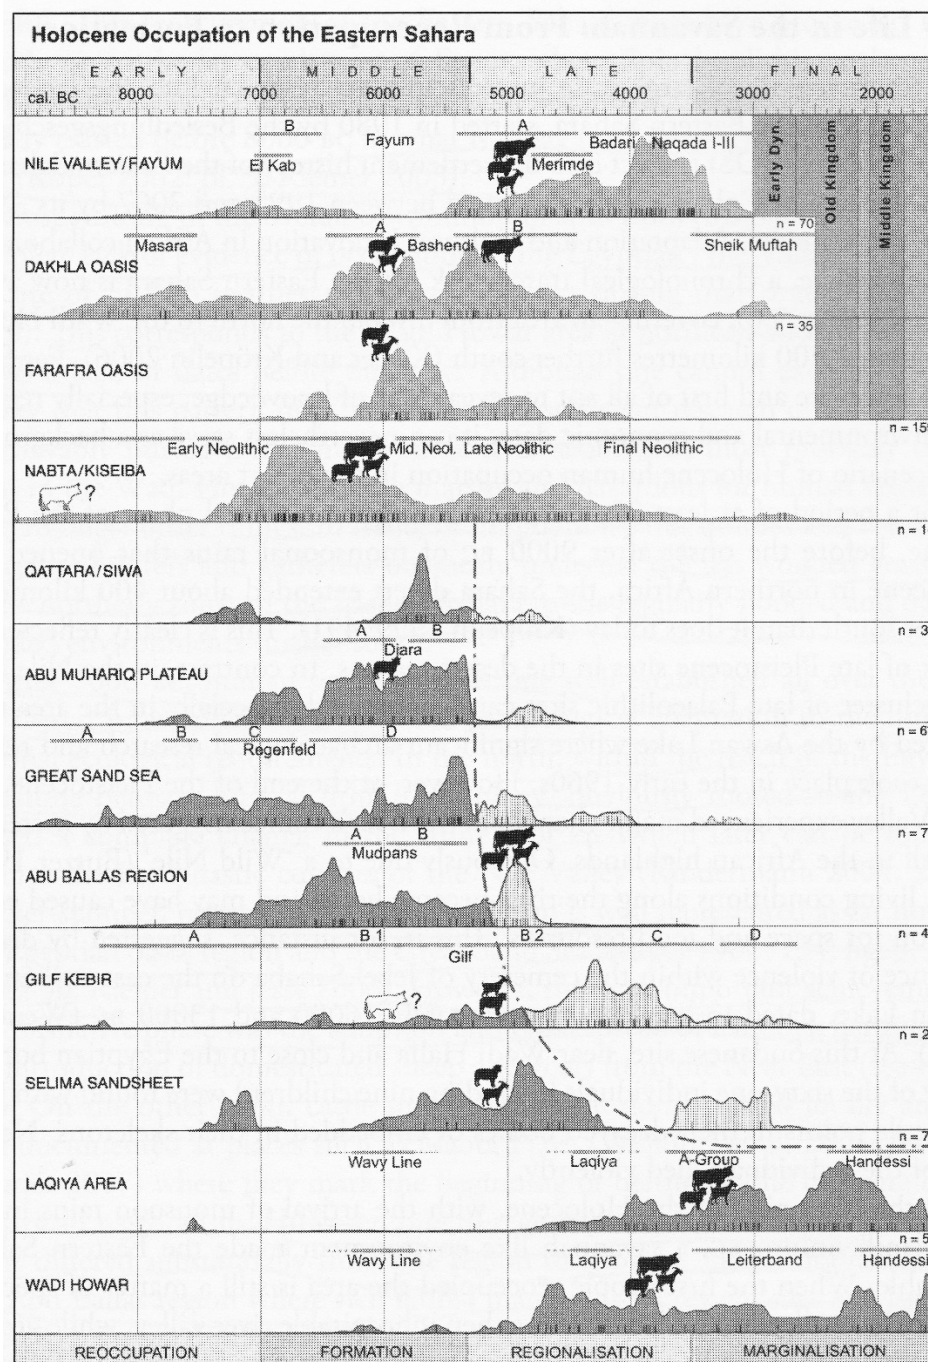 Holocene Occupation of the Eastern Sahara
EARLY MIDDLE LATE FINAL
cal. BC 8000 7000 6000 5000 4000 3000 2000
B Fayum A Badari Naqada I-III
NILE VALLEY/FAYUM El Kab Merimde
Early Dyn
Old Kingdom
Middle Kingdom
n = 70
A B
Masara Bashendi Sheik Muftah
DAKHLA OASIS
n = 35
FARAFRA OASIS
Early Neolithic Mid. Neol. Late Neolithic Final Neolithic
NABTA/KISEIBA
?
QATTARA/SIWA
A B
Djara
ABU MUHARIQ PLATEAU
A B C D
Regenfeld
GREAT SAND SEA
A B
Mudpans
ABU BALLAS REGION
A B 1 B 2 C D
Gilf
GILF KEBIR
?
SELIMA SANDSHEET
Wavy Line Laqiya A-Group Handessi
LAQIYA AREA
Wavy Line Laqiya Leiterband Handessi
WADI HOWAR
REOCCUPATION FORMATION REGIONALISATION MARGINALISATION